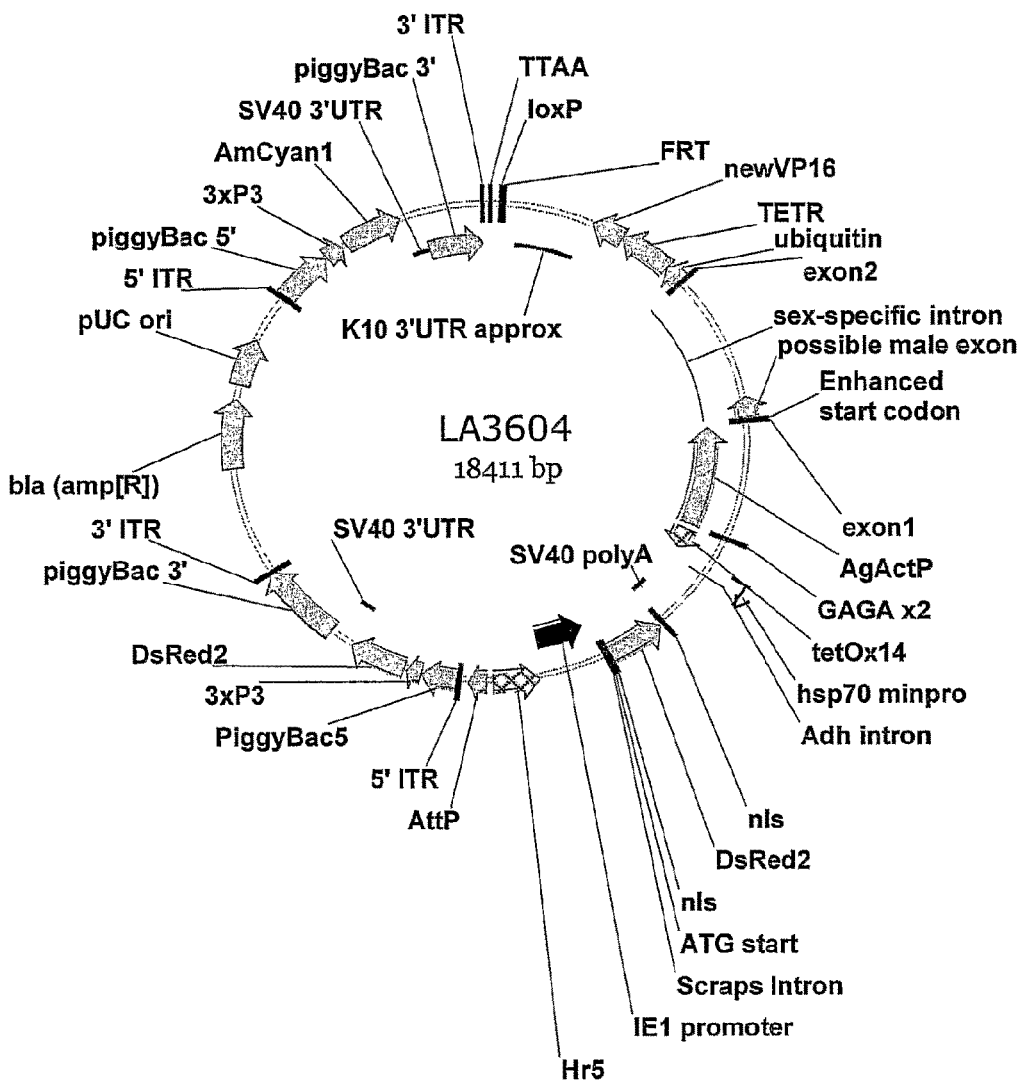 3' ITR
piggyBac 3'
TTAA
SV40 3'UTR
loxP
AmCyan1
FRT
newVP16
3xP3
TETR
piggyBac 5'
ubiquitin
5' ITR
exon2
pUC ori
K10 3'UTR approx
sex-specific intron
possible male exon
Enhanced
start codon
LA3604
18411 bp
bla (amp[R])
3' ITR
SV40 3'UTR
exon1
SV40 polyA
piggyBac 3'
AgActP
GAGA x2
tetOx14
DsRed2
hsp70 minpro
3xP3
Adh intron
PiggyBac5
5' ITR
AttP
nls
DsRed2
nls
ATG start
Scraps Intron
IE1 promoter
Hr5